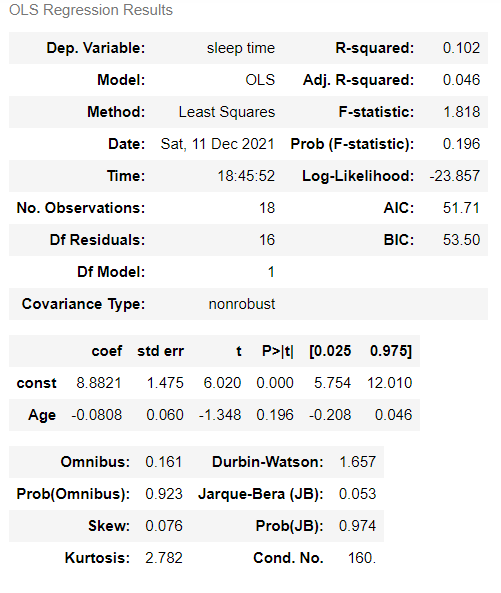 OLS Regression Results
Dep. Variable: sleep time R-squared: 0.102
Model: OLS Adj. R-squared: 0.046
Method: Least Squares F-statistic: 1.818
Date: Sat, 11 Dec 2021 Prob (F-statistic): 0.196
Time: 18:45:52 Log-Likelihood: -23.857
No. Observations: 18 AIC: 51.71
Df Residuals: 16 BIC: 53.50
Df Model: 1
Covariance Type: nonrobust
coef std err t P>|t| [0.025 0.975]
const 8.8821 1.475 6.020 0.000 5.754 12.010
Age -0.0808 0.060 -1.348 0.196 -0.208 0.046
Omnibus: 0.161 Durbin-Watson: 1.657
Prob(Omnibus): 0.923 Jarque-Bera (JB): 0.053
Skew: 0.076 Prob(JB): 0.974
Kurtosis: 2.782 Cond. No. 160.